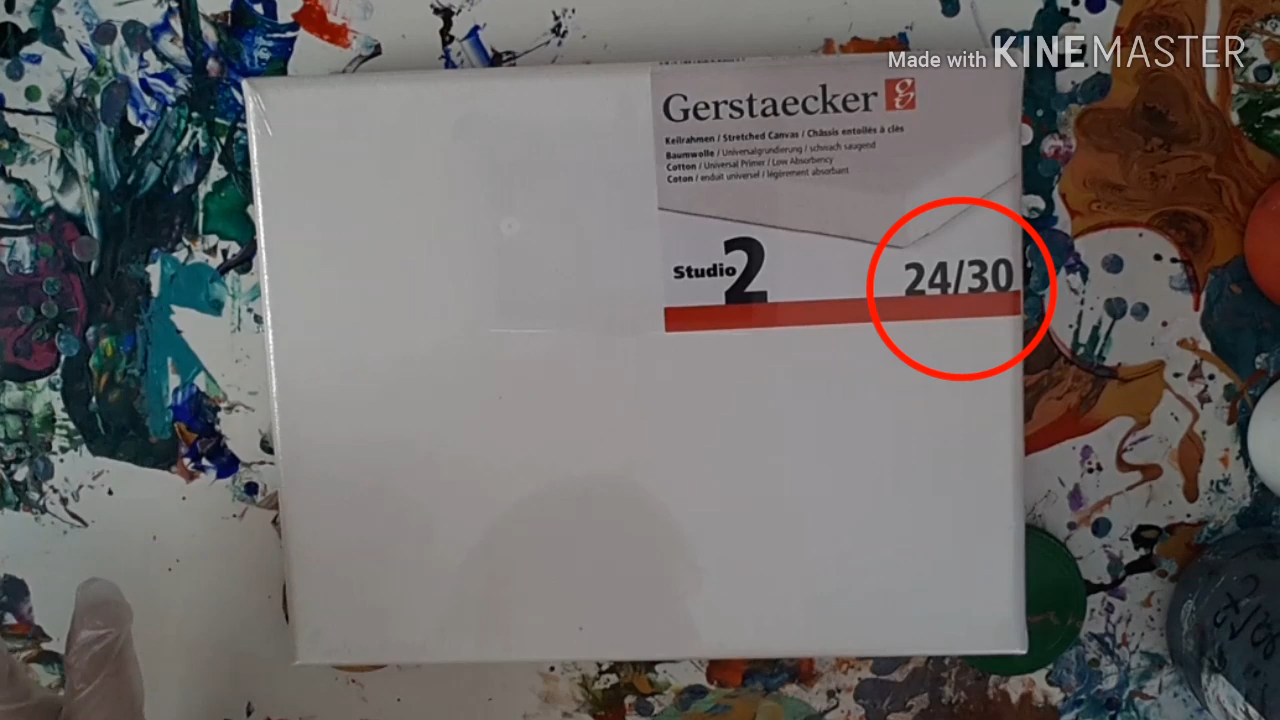 Made with KINEMASTER
Gerstaecker
Keilrahmen / Stretched Canvas / Châssis entoilés à clés
Baumwolle / Universalgrundierung / schwach saugend
Cotton / Universal Primer / Low Absorbency
Coton / enduit universel / légèrement absorbant
Studio 2
24/30